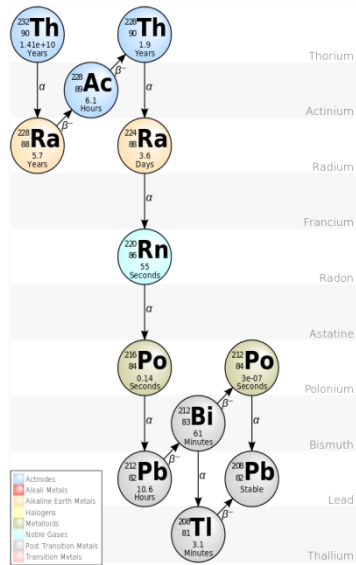 232 90 Th 1.41e+10 Years
228 90 Th 1.9 Years
Thorium
α
β⁻
α
228 89 Ac 6.1 Hours
Actinium
228 88 Ra 5.7 Years
β⁻
224 88 Ra 3.6 Days
Radium
α
Francium
220 86 Rn 55 Seconds
Radon
α
Astatine
216 84 Po 0.14 Seconds
212 84 Po 3e-07 Seconds
Polonium
α
β⁻
α
212 83 Bi 61 Minutes
Bismuth
212 82 Pb 10.6 Hours
β⁻
α
208 82 Pb Stable
Lead
β⁻
208 81 Tl 3.1 Minutes
Thallium
Actinides
Alkali Metals
Alkaline Earth Metals
Halogens
Metalloids
Noble Gases
Post Transition Metals
Transition Metals